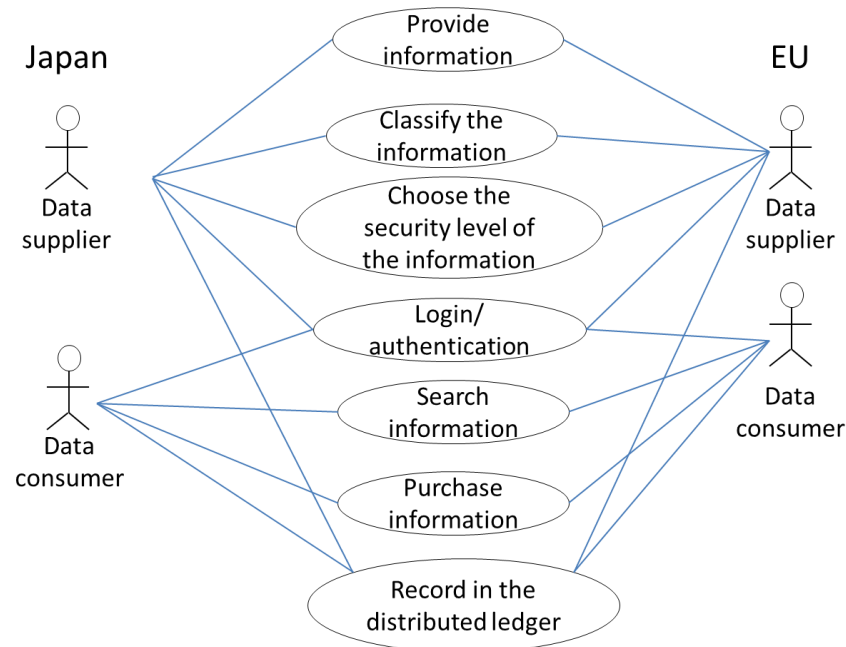 Japan
EU
Provide
information
Classify the
information
Choose the
security level of
the information
Login/
authentication
Search
information
Purchase
information
Record in the
distributed ledger
Data
supplier
Data
consumer
Data
supplier
Data
consumer